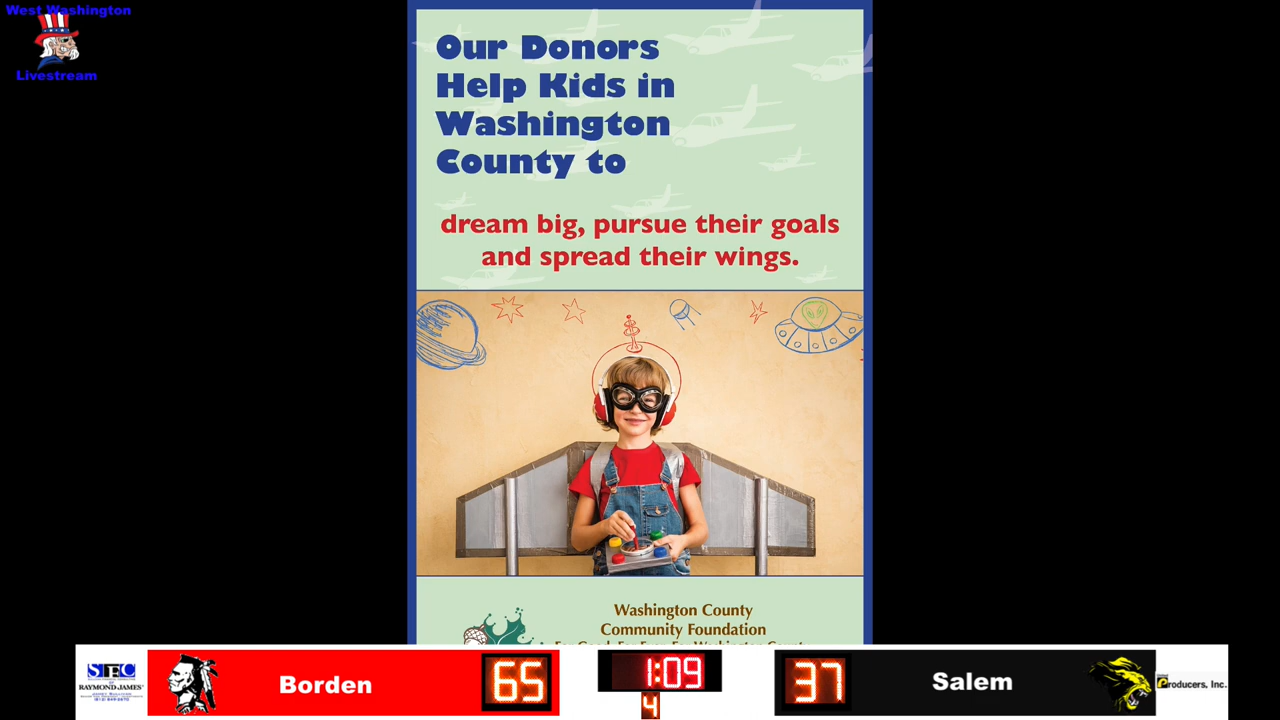 West Washington
Livestream
Our Donors
Help Kids in
Washington
County to
dream big, pursue their goals
and spread their wings.
Washington County
Community Foundation
RAYMOND JAMES
Borden
65
1:09
4
37
Salem
Producers, Inc.